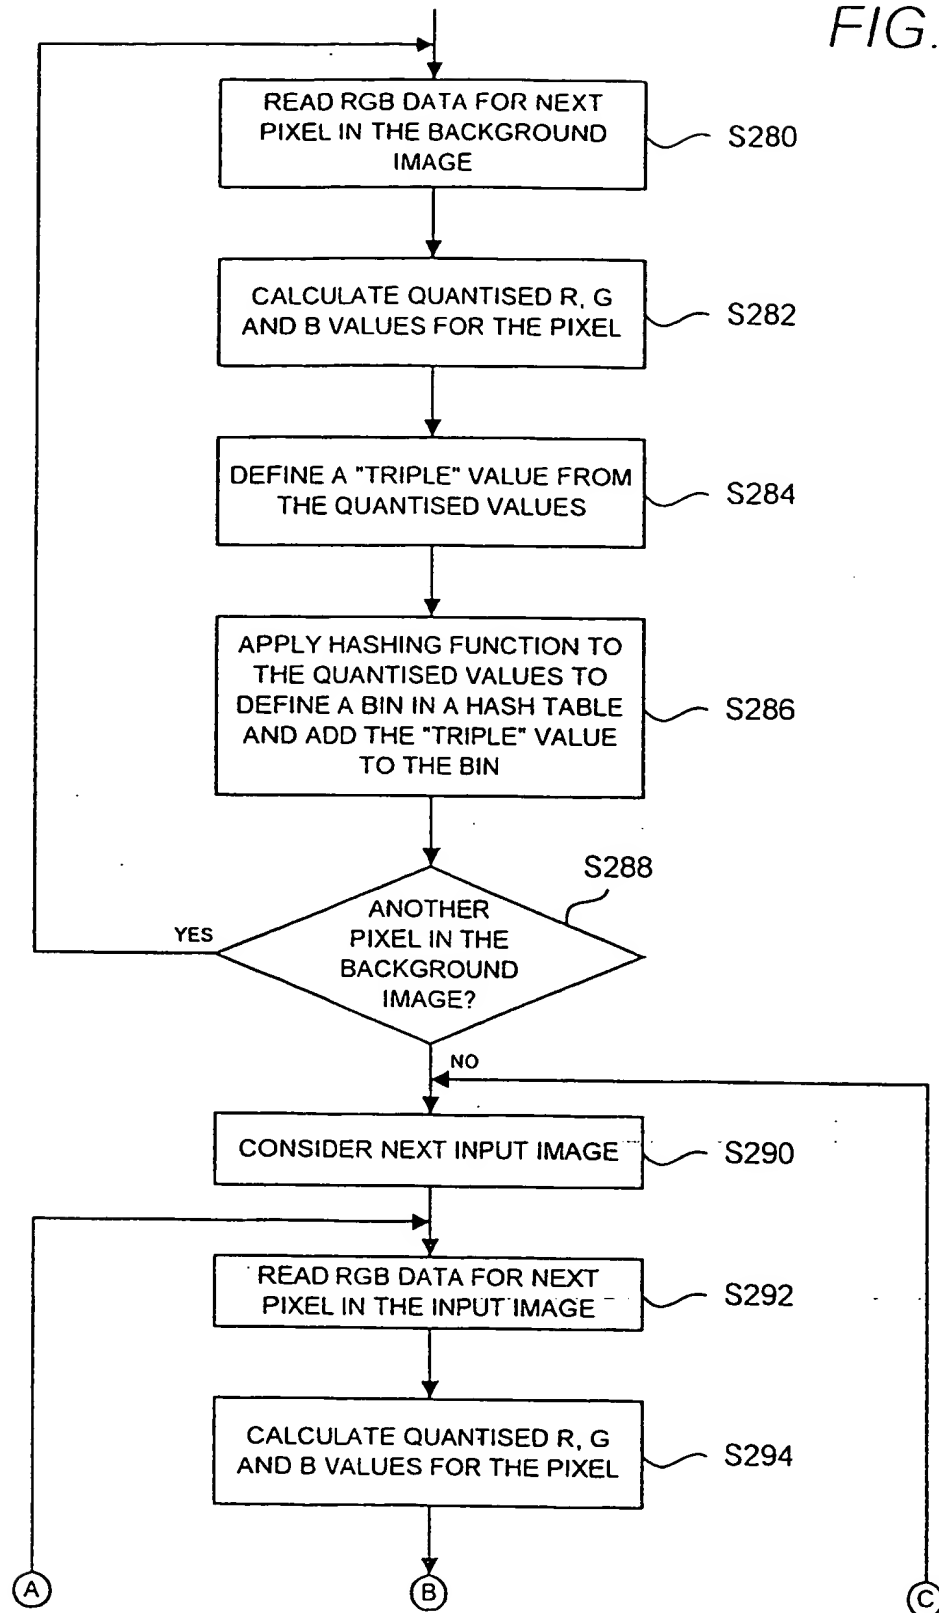 FIG.
READ RGB DATA FOR NEXT
PIXEL IN THE BACKGROUND
IMAGE
S280
CALCULATE QUANTISED R, G
AND B VALUES FOR THE PIXEL
S282
DEFINE A "TRIPLE" VALUE FROM
THE QUANTISED VALUES
S284
APPLY HASHING FUNCTION TO
THE QUANTISED VALUES TO
DEFINE A BIN IN A HASH TABLE
AND ADD THE "TRIPLE" VALUE
TO THE BIN
S286
S288
ANOTHER
PIXEL IN THE
BACKGROUND
IMAGE?
YES
NO
CONSIDER NEXT INPUT IMAGE
S290
READ RGB DATA FOR NEXT
PIXEL IN THE INPUT IMAGE
S292
CALCULATE QUANTISED R, G
AND B VALUES FOR THE PIXEL
S294
A
B
C